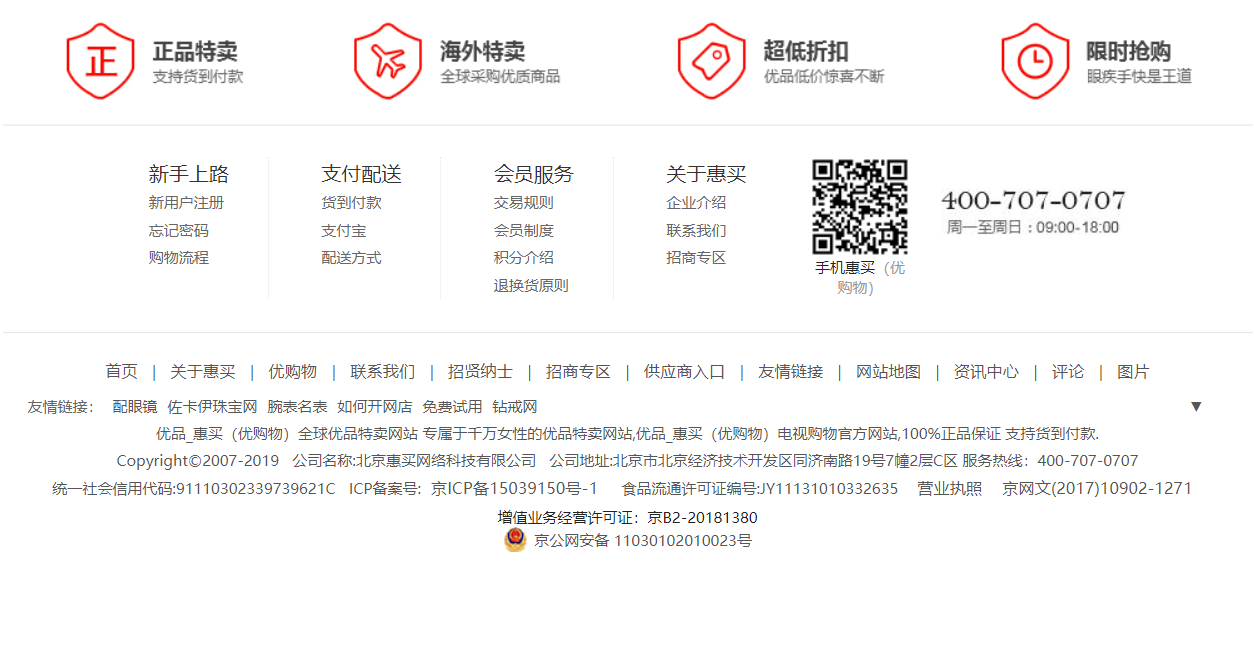 正 正品特卖 海外特卖 超低折扣 限时抢购
支持货到付款 全球采购优质商品 优品低价惊喜不断 眼疾手快是王道
新手上路
新用户注册
忘记密码
购物流程
支付配送
货到付款
支付宝
配送方式
会员服务
交易规则
会员制度
积分介绍
退换货原则
关于惠买
企业介绍
联系我们
招商专区
手机惠买（优
购物）
400-707-0707
周一至周日：09:00-18:00
首页 | 关于惠买 | 优购物 | 联系我们 | 招贤纳士 | 招商专区 | 供应商入口 | 友情链接 | 网站地图 | 资讯中心 | 评论 | 图片
友情链接： 配眼镜 佐卡伊珠宝网 腕表名表 如何开网店 免费试用 钻戒网 ▼
优品_惠买（优购物）全球优品特卖网站 专属于千万女性的优品特卖网站,优品_惠买（优购物）电视购物官方网站,100%正品保证 支持货到付款.
Copyright©2007-2019 公司名称:北京惠买网络科技有限公司 公司地址:北京市北京经济技术开发区同济南路19号7幢2层C区 服务热线：400-707-0707
统一社会信用代码:91110302339739621C ICP备案号: 京ICP备15039150号-1 食品流通许可证编号:JY11131010332635 营业执照 京网文(2017)10902-1271
增值业务经营许可证：京B2-20181380
京公网安备 11030102010023号